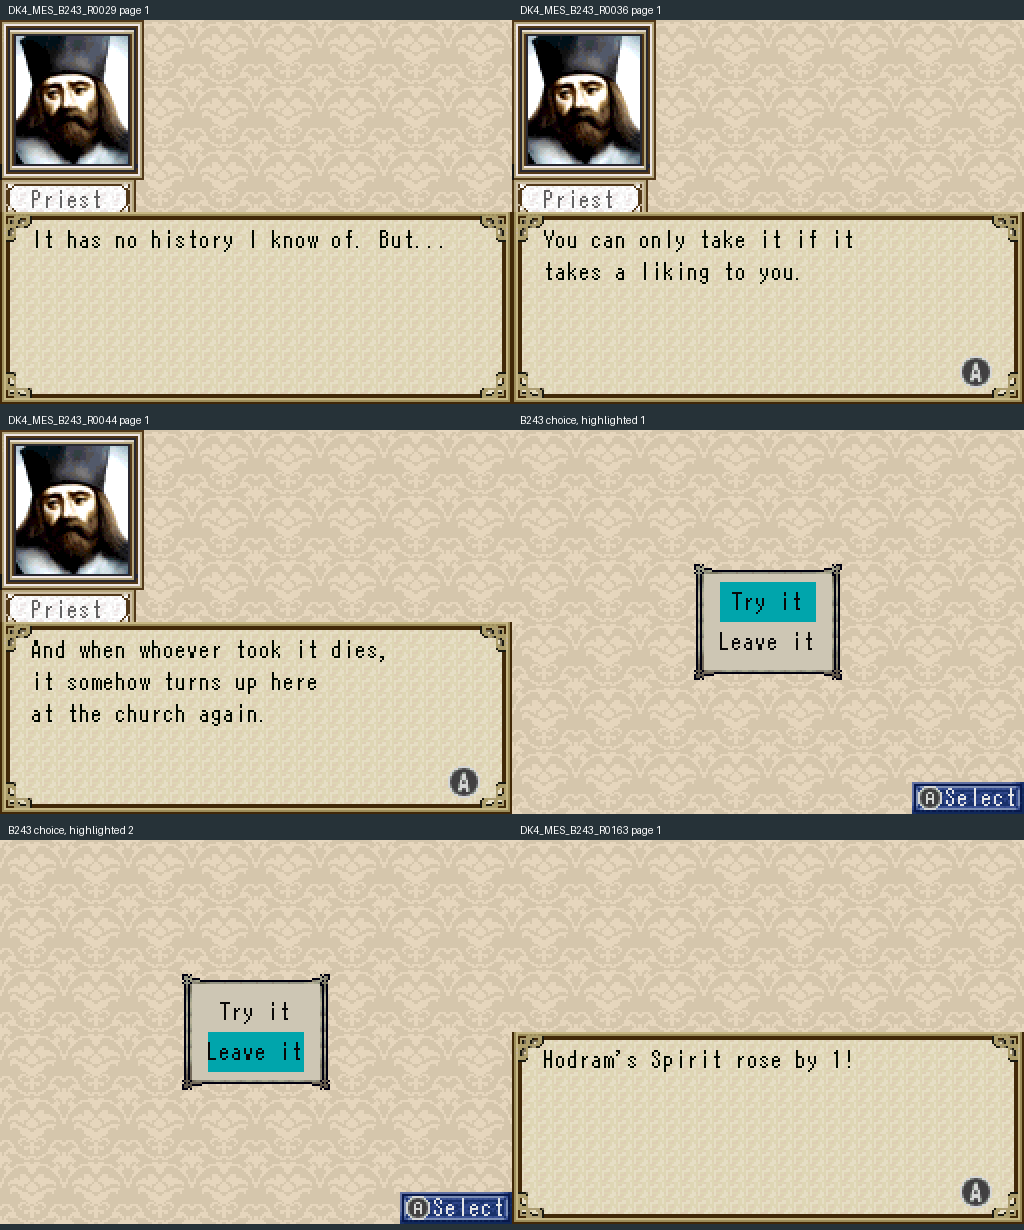 DK4_MES_B243_R0029 page 1
Priest
It has no history I know of. But...
DK4_MES_B243_R0036 page 1
Priest
You can only take it if it
takes a liking to you.
A
DK4_MES_B243_R0044 page 1
Priest
And when whoever took it dies,
it somehow turns up here
at the church again.
A
B243 choice, highlighted 1
Try it
Leave it
A Select
B243 choice, highlighted 2
Try it
Leave it
A Select
DK4_MES_B243_R0163 page 1
Hodram's Spirit rose by 1!
A